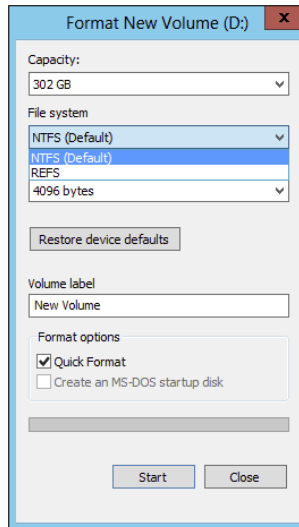 Format New Volume (D:)
x
Capacity:
302 GB
File system
NTFS (Default)
NTFS (Default)
REFS
4096 bytes
Restore device defaults
Volume label
New Volume
Format options
Quick Format
Create an MS-DOS startup disk
Start
Close